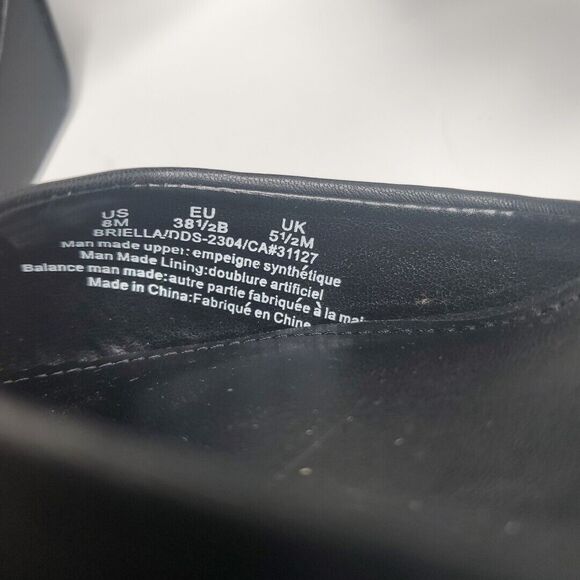 US EU UK
8M 38½B 5½M
BRIELLA/DDS-2304/CA#31127
Man made upper: empeigne synthétique
Man Made Lining: doublure artificiel
Balance man made: autre partie fabriquée à la mai
Made in China: Fabriqué en Chine